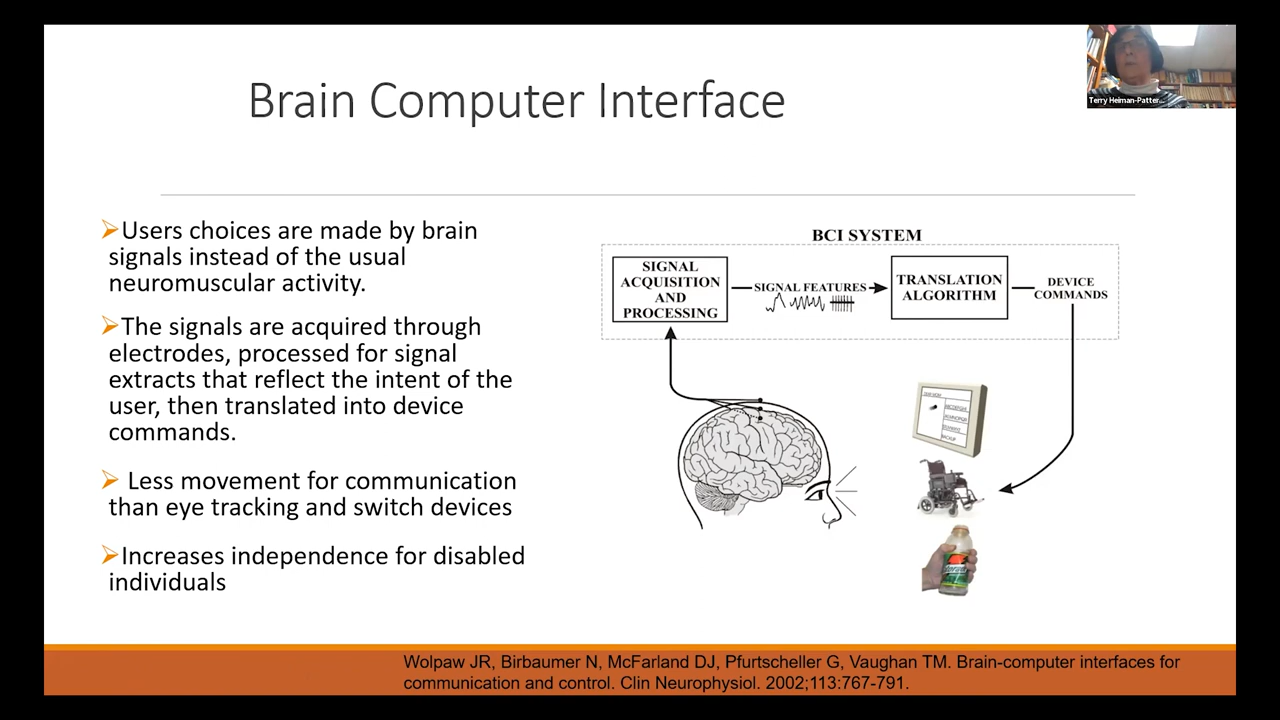 Brain Computer Interface
Terry Heiman-Patter...
➢Users choices are made by brain
signals instead of the usual
neuromuscular activity.
➢The signals are acquired through
electrodes, processed for signal
extracts that reflect the intent of the
user, then translated into device
commands.
➢ Less movement for communication
than eye tracking and switch devices
➢Increases independence for disabled
individuals
BCI SYSTEM
SIGNAL
ACQUISITION
AND
PROCESSING
SIGNAL FEATURES
TRANSLATION
ALGORITHM
DEVICE
COMMANDS
BACKUP
Wolpaw JR, Birbaumer N, McFarland DJ, Pfurtscheller G, Vaughan TM. Brain-computer interfaces for
communication and control. Clin Neurophysiol. 2002;113:767-791.